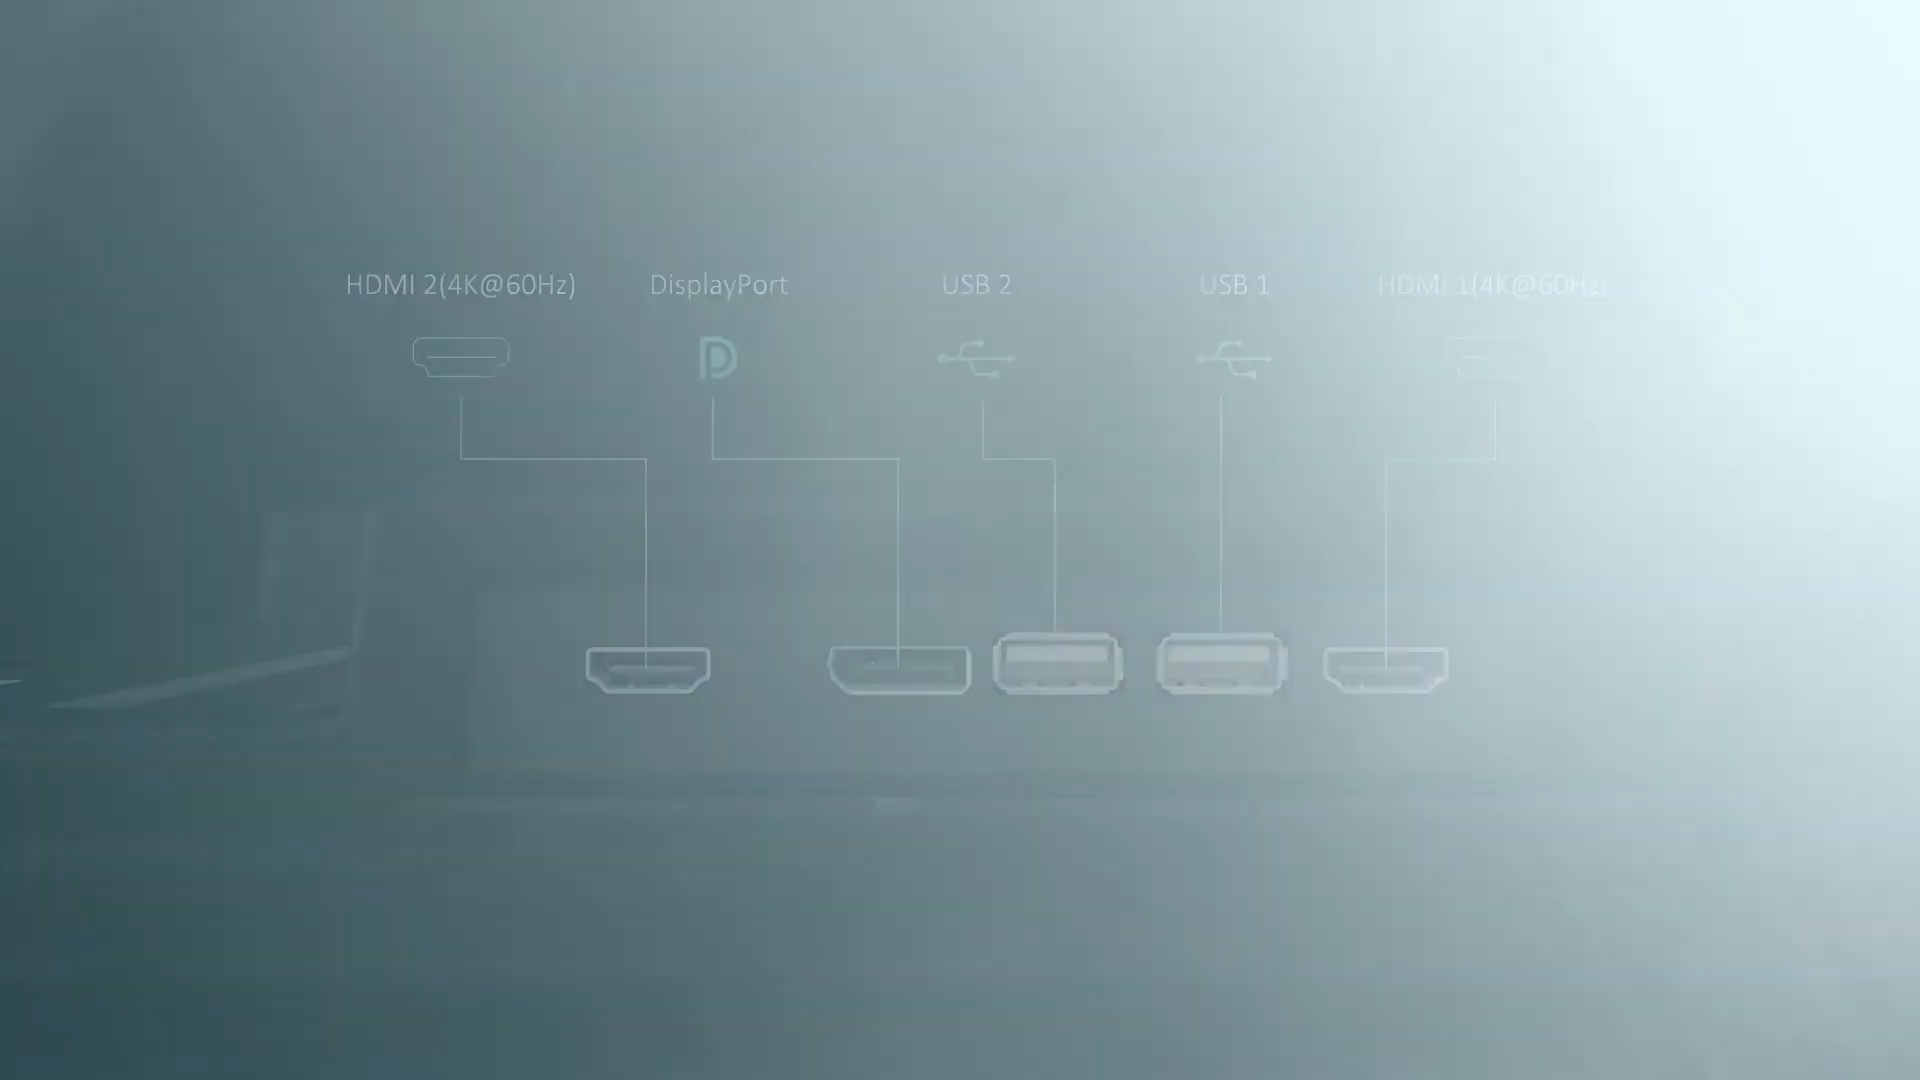 HDMI 2(4K@60Hz)
DisplayPort
USB 2
USB 1
HDMI 1(4K@60Hz)